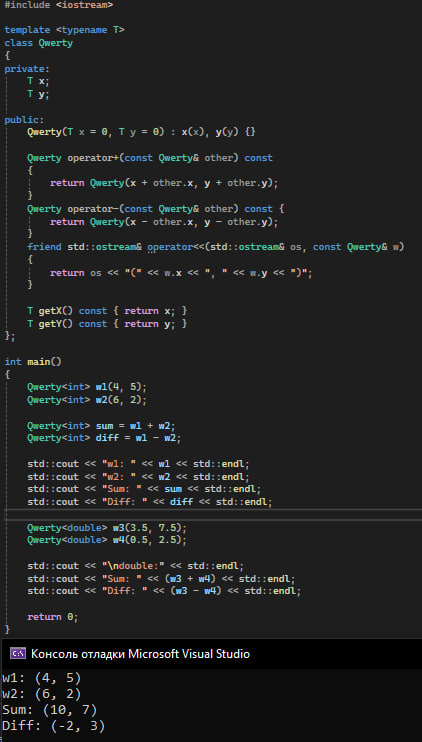 #include <iostream>
template <typename T>
class Qwerty
{
private:
    T x;
    T y;
public:
    Qwerty(T x = 0, T y = 0) : x(x), y(y) {}
    Qwerty operator+(const Qwerty& other) const
    {
        return Qwerty(x + other.x, y + other.y);
    }
    Qwerty operator-(const Qwerty& other) const {
        return Qwerty(x - other.x, y - other.y);
    }
    friend std::ostream& operator<<(std::ostream& os, const Qwerty& w)
    {
        return os << "(" << w.x << ", " << w.y << ")";
    }
    T getX() const { return x; }
    T getY() const { return y; }
};
int main()
{
    Qwerty<int> w1(4, 5);
    Qwerty<int> w2(6, 2);
    Qwerty<int> sum = w1 + w2;
    Qwerty<int> diff = w1 - w2;
    std::cout << "w1: " << w1 << std::endl;
    std::cout << "w2: " << w2 << std::endl;
    std::cout << "Sum: " << sum << std::endl;
    std::cout << "Diff: " << diff << std::endl;
    Qwerty<double> w3(3.5, 7.5);
    Qwerty<double> w4(0.5, 2.5);
    std::cout << "\ndouble:" << std::endl;
    std::cout << "Sum: " << (w3 + w4) << std::endl;
    std::cout << "Diff: " << (w3 - w4) << std::endl;
    return 0;
}
Консоль отладки Microsoft Visual Studio
w1: (4, 5)
w2: (6, 2)
Sum: (10, 7)
Diff: (-2, 3)